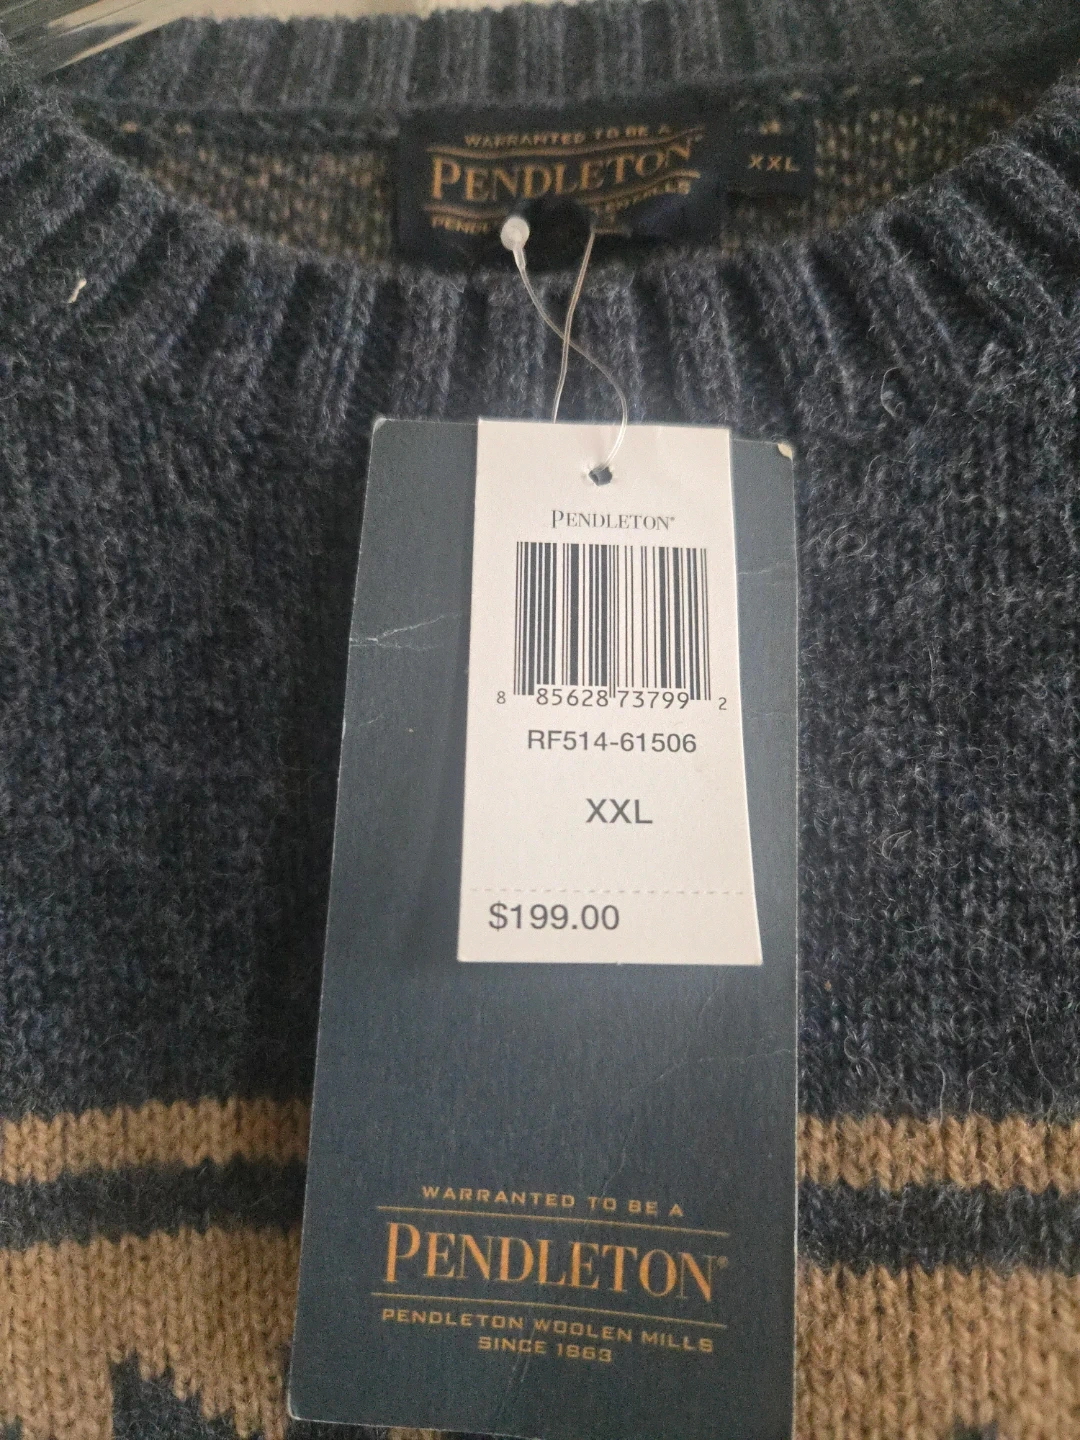 WARRANTED TO BE A
PENDLETON
XXL
PENDLETON®
8 85628 73799 2
RF514-61506
XXL
$199.00
WARRANTED TO BE A
PENDLETON®
PENDLETON WOOLEN MILLS
SINCE 1863